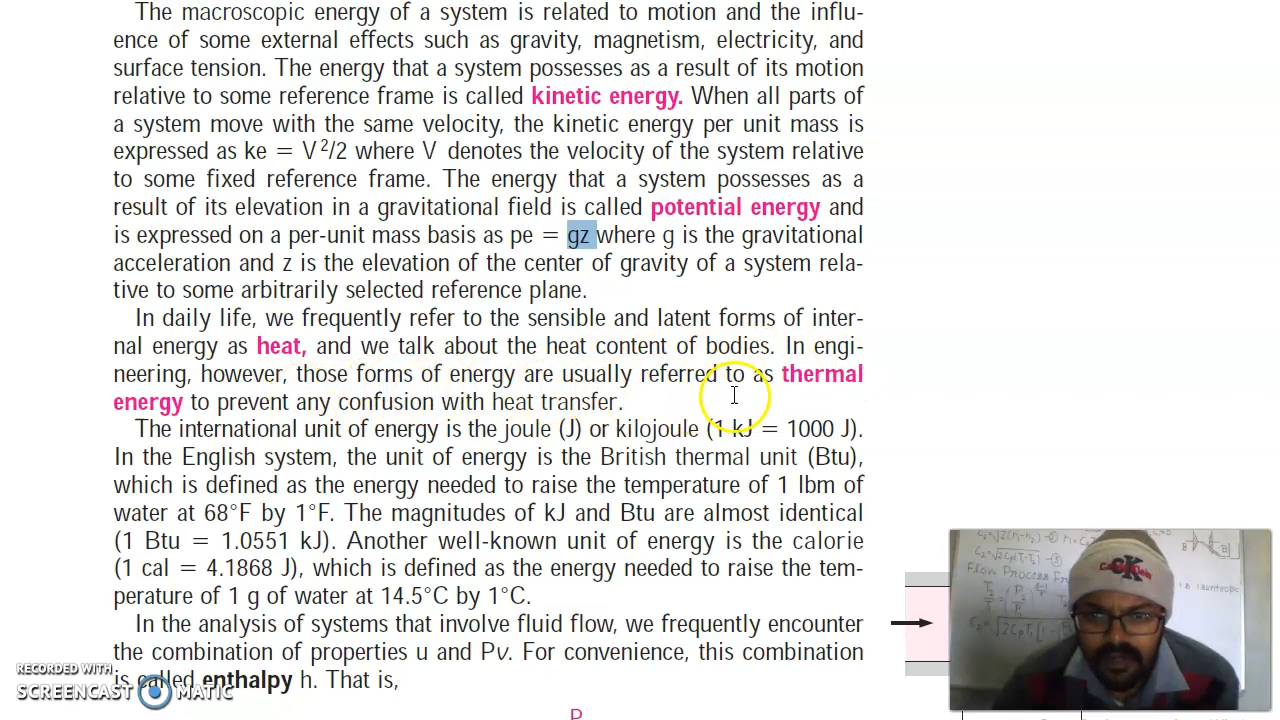 The macroscopic energy of a system is related to motion and the influ-
ence of some external effects such as gravity, magnetism, electricity, and
surface tension. The energy that a system possesses as a result of its motion
relative to some reference frame is called kinetic energy. When all parts of
a system move with the same velocity, the kinetic energy per unit mass is
expressed as ke = V²/2 where V denotes the velocity of the system relative
to some fixed reference frame. The energy that a system possesses as a
result of its elevation in a gravitational field is called potential energy and
is expressed on a per-unit mass basis as pe = gz where g is the gravitational
acceleration and z is the elevation of the center of gravity of a system rela-
tive to some arbitrarily selected reference plane.
In daily life, we frequently refer to the sensible and latent forms of inter-
nal energy as heat, and we talk about the heat content of bodies. In engi-
neering, however, those forms of energy are usually referred to as thermal
energy to prevent any confusion with heat transfer.
The international unit of energy is the joule (J) or kilojoule (1 kJ = 1000 J).
In the English system, the unit of energy is the British thermal unit (Btu),
which is defined as the energy needed to raise the temperature of 1 lbm of
water at 68°F by 1°F. The magnitudes of kJ and Btu are almost identical
(1 Btu = 1.0551 kJ). Another well-known unit of energy is the calorie
(1 cal = 4.1868 J), which is defined as the energy needed to raise the tem-
perature of 1 g of water at 14.5°C by 1°C.
In the analysis of systems that involve fluid flow, we frequently encounter
the combination of properties u and Pv. For convenience, this combination
is called enthalpy h. That is,
P
RECORDED WITH
SCREENCAST MATIC
Flow Process
CK